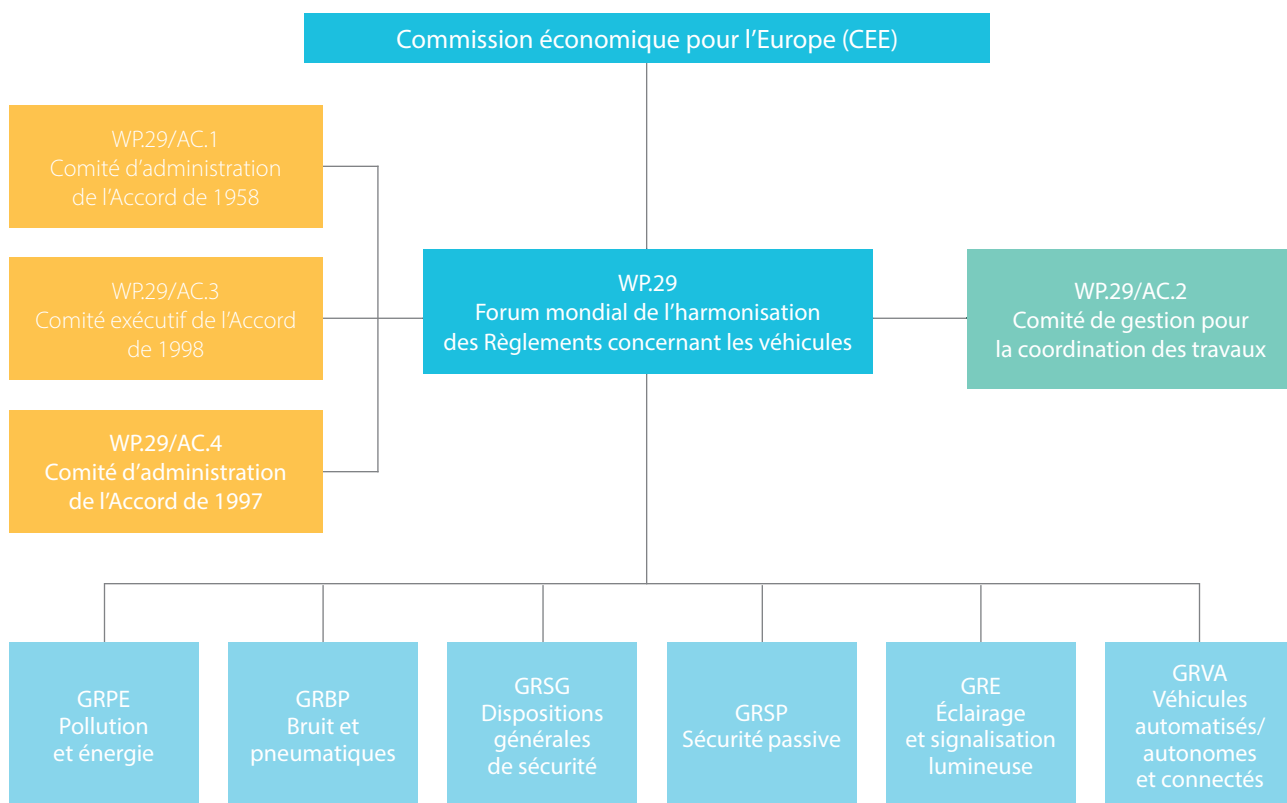 Commission économique pour l’Europe (CEE)
WP.29/AC.1
Comité d’administration
de l’Accord de 1958
WP.29/AC.3
Comité exécutif de l’Accord
de 1998
WP.29/AC.4
Comité d’administration
de l’Accord de 1997
WP.29
Forum mondial de l’harmonisation
des Règlements concernant les véhicules
WP.29/AC.2
Comité de gestion pour
la coordination des travaux
GRPE
Pollution
et énergie
GRBP
Bruit et
pneumatiques
GRSG
Dispositions
générales
de sécurité
GRSP
Sécurité passive
GRE
Éclairage
et signalisation
lumineuse
GRVA
Véhicules
automatisés/
autonomes
et connectés